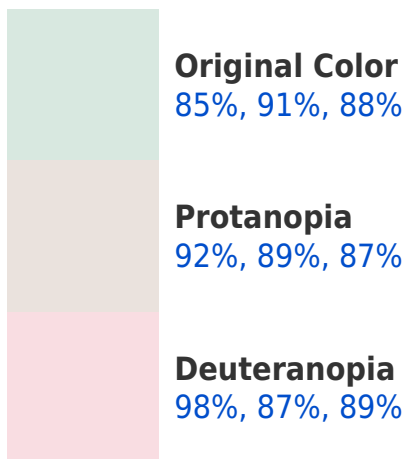 Original Color
85%, 91%, 88%
Protanopia
92%, 89%, 87%
Deuteranopia
98%, 87%, 89%